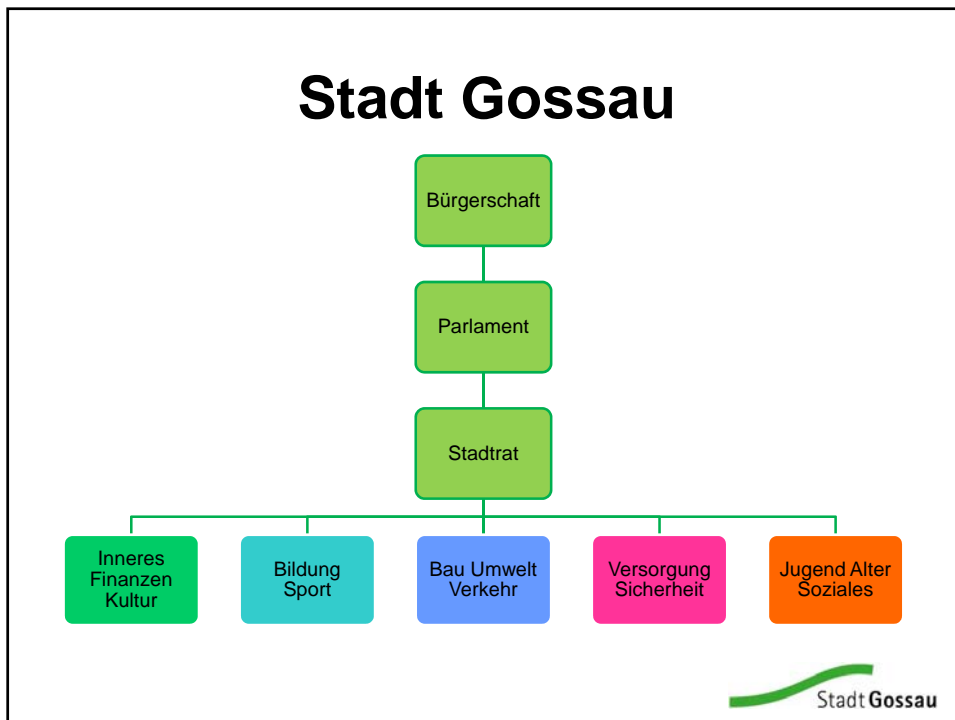 Stadt Gossau
Bürgerschaft
Parlament
Stadtrat
Inneres
Finanzen
Kultur
Bildung
Sport
Bau Umwelt
Verkehr
Versorgung
Sicherheit
Jugend Alter
Soziales
Stadt Gossau